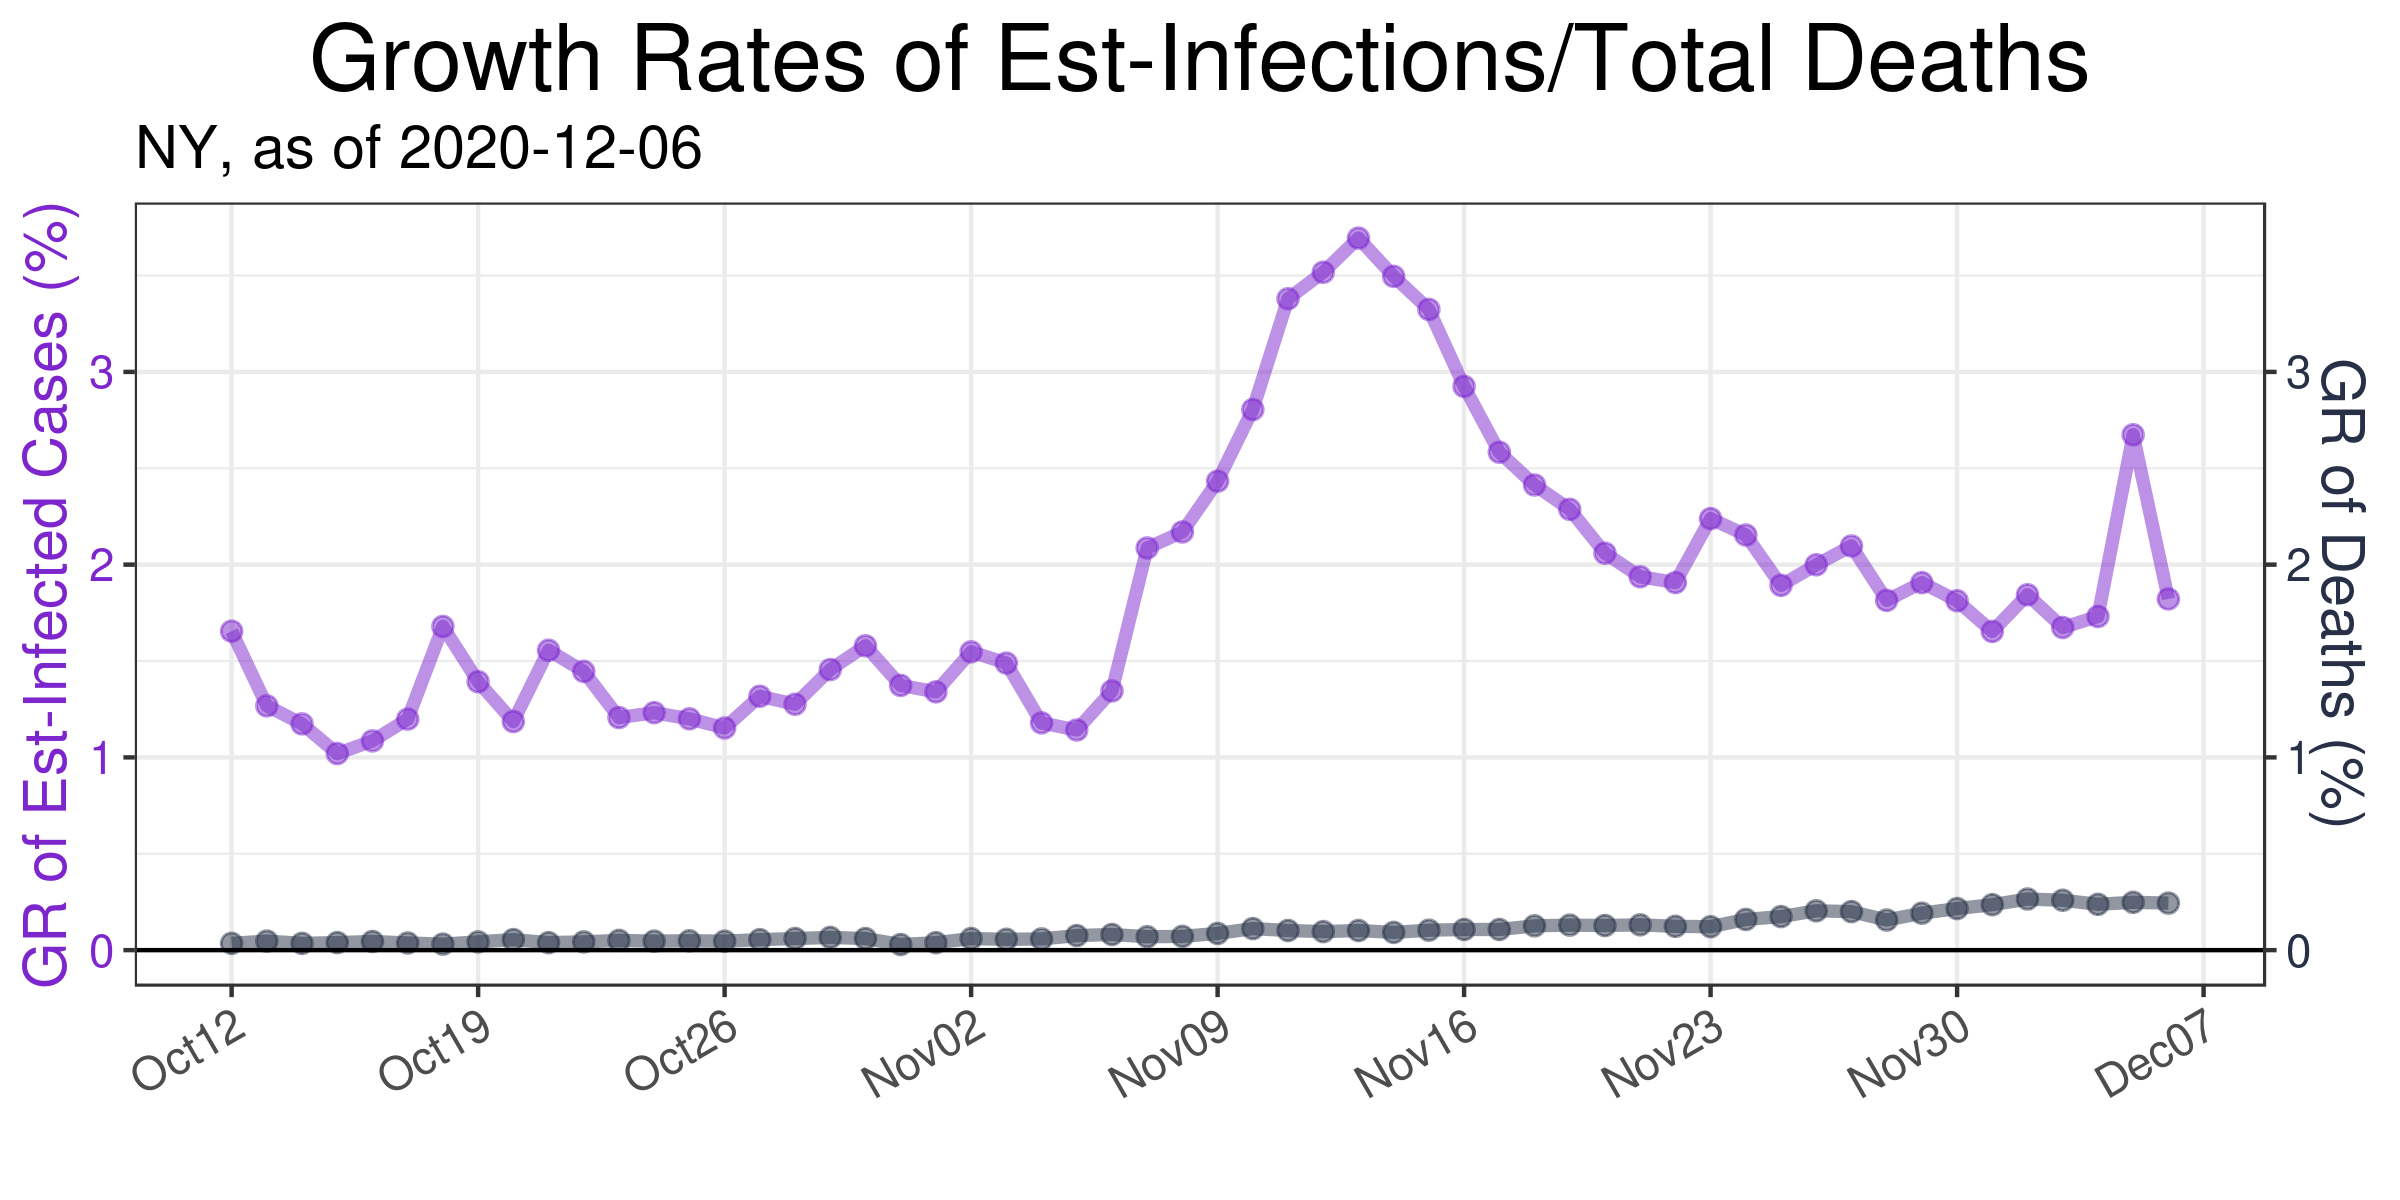 Growth Rates of Est-Infections/Total Deaths
NY, as of 2020-12-06
GR of Est-Infected Cases (%)
3
2
1
0
3
2
1
0
GR of Deaths (%)
Oct12
Oct19
Oct26
Nov02
Nov09
Nov16
Nov23
Nov30
Dec07